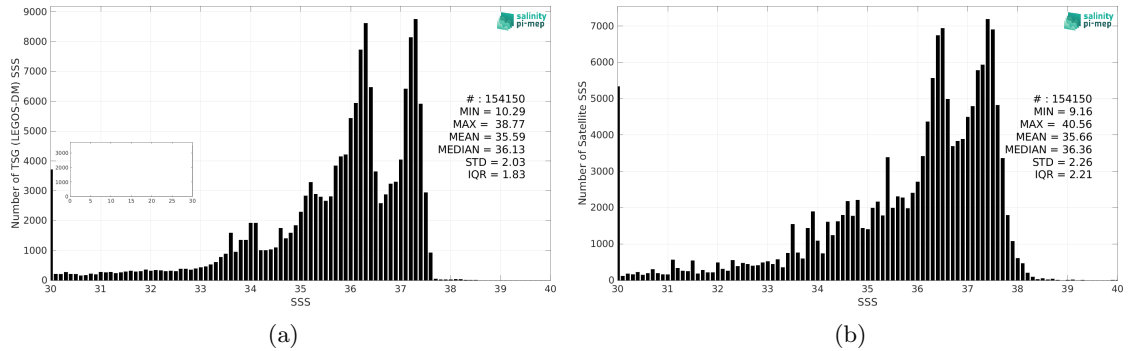 salinity
pi-mep
Number of TSG (LEGOS-DM) SSS
9000
8000
7000
6000
5000
4000
3000
2000
1000
0
# : 154150
MIN = 10.29
MAX = 38.77
MEAN = 35.59
MEDIAN = 36.13
STD = 2.03
IQR = 1.83
3000
2000
1000
0
0 5 10 15 20 25 30
30 31 32 33 34 35 36 37 38 39 40
SSS
(a)
salinity
pi-mep
Number of Satellite SSS
7000
6000
5000
4000
3000
2000
1000
0
# : 154150
MIN = 9.16
MAX = 40.56
MEAN = 35.66
MEDIAN = 36.36
STD = 2.26
IQR = 2.21
30 31 32 33 34 35 36 37 38 39 40
SSS
(b)